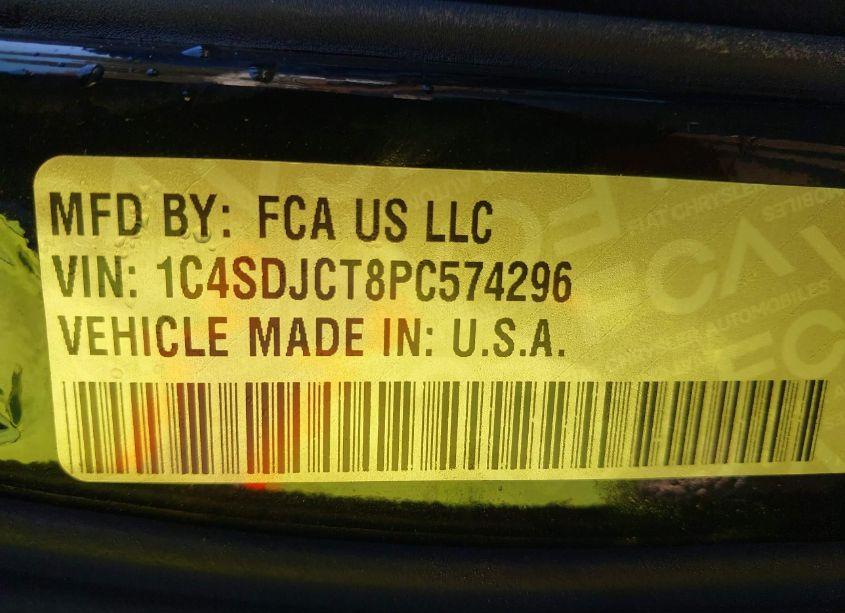 MFD BY: FCA US LLC
VIN: 1C4SDJCT8PC574296
VEHICLE MADE IN: U.S.A.